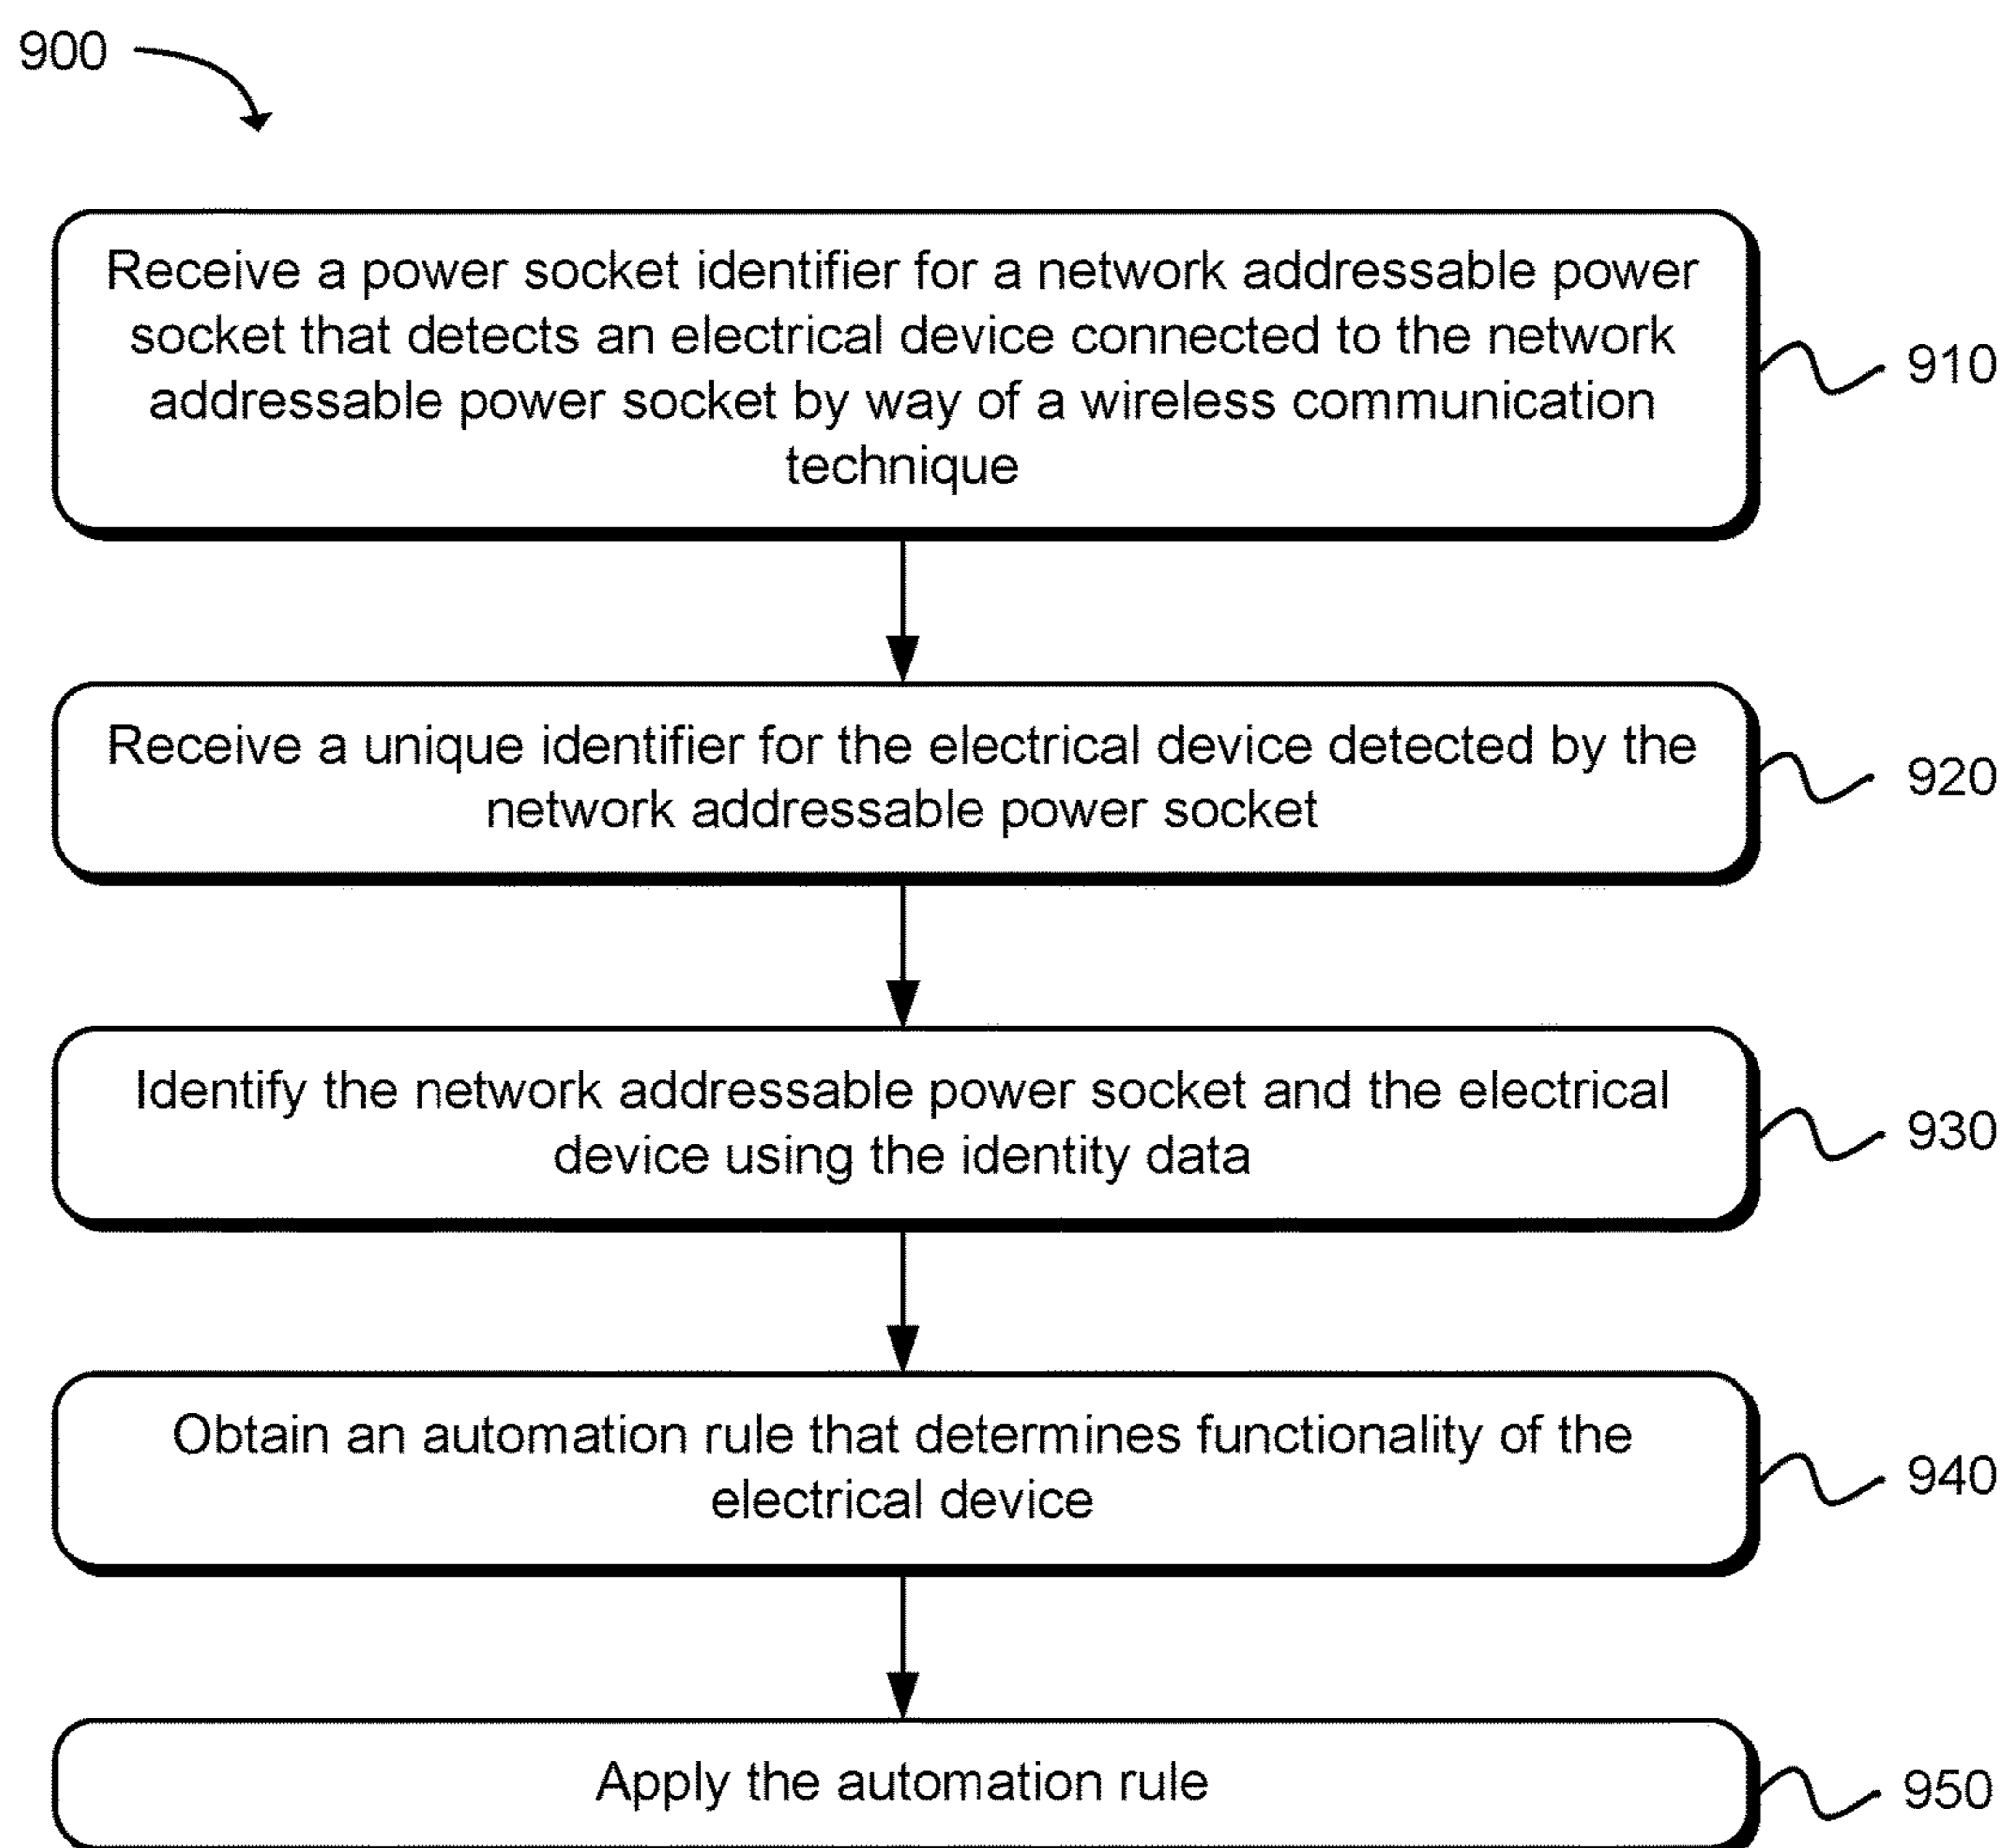 900
Receive a power socket identifier for a network addressable power
socket that detects an electrical device connected to the network
addressable power socket by way of a wireless communication
technique
910
Receive a unique identifier for the electrical device detected by the
network addressable power socket
920
Identify the network addressable power socket and the electrical
device using the identity data
930
Obtain an automation rule that determines functionality of the
electrical device
940
Apply the automation rule
950